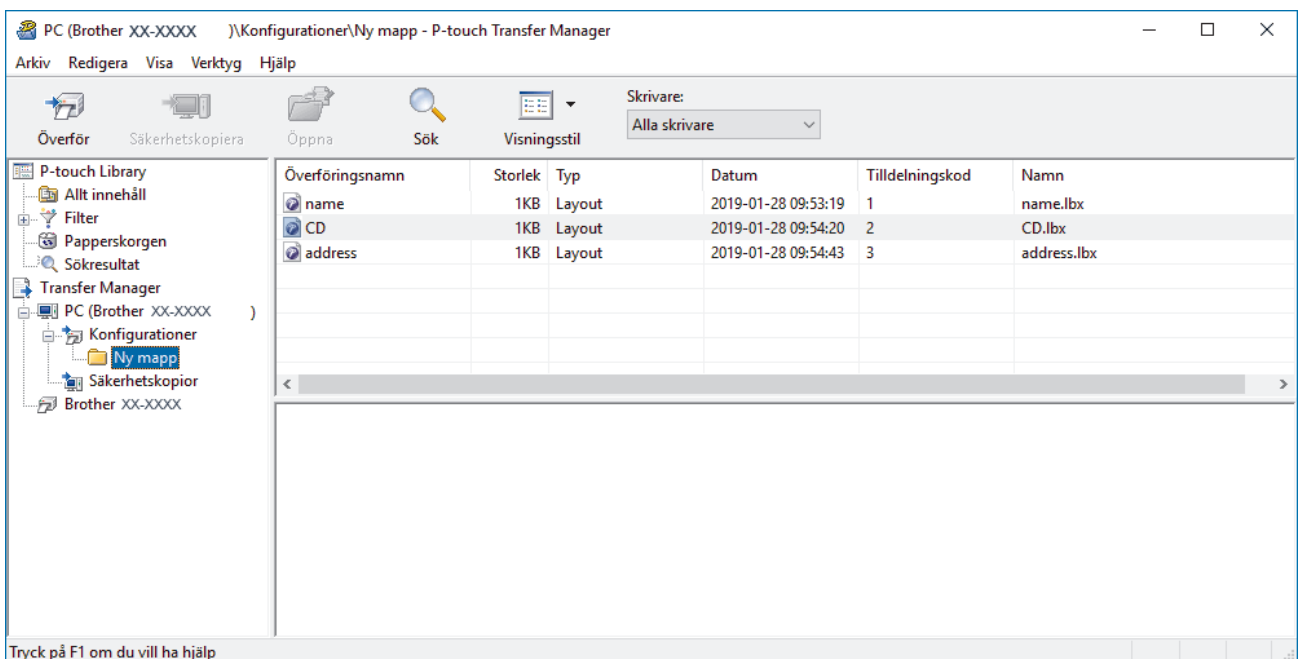 PC (Brother XX-XXXX )\Konfigurationer\Ny mapp - P-touch Transfer Manager
Arkiv Redigera Visa Verktyg Hjälp
Skrivare:
Alla skrivare
Överför Säkerhetskopiera Öppna Sök Visningsstil
P-touch Library
Allt innehåll
Filter
Papperskorgen
Sökresultat
Transfer Manager
PC (Brother XX-XXXX )
Konfigurationer
Ny mapp
Säkerhetskopior
Brother XX-XXXX
Överföringsnamn Storlek Typ Datum Tilldelningskod Namn
name 1KB Layout 2019-01-28 09:53:19 1 name.lbx
CD 1KB Layout 2019-01-28 09:54:20 2 CD.lbx
address 1KB Layout 2019-01-28 09:54:43 3 address.lbx
Tryck på F1 om du vill ha hjälp